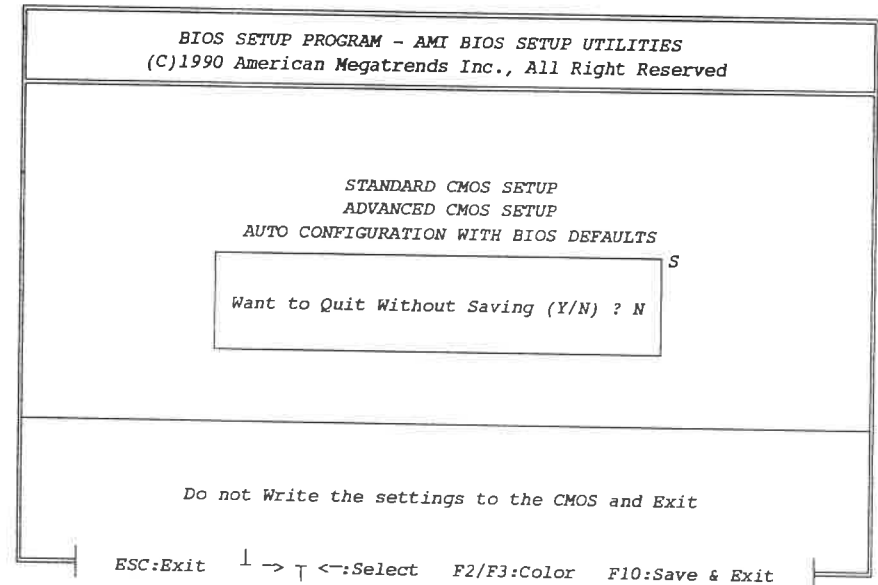 BIOS SETUP PROGRAM - AMI BIOS SETUP UTILITIES
(C)1990 American Megatrends Inc., All Right Reserved
STANDARD CMOS SETUP
ADVANCED CMOS SETUP
AUTO CONFIGURATION WITH BIOS DEFAULTS
S
Want to Quit Without Saving (Y/N) ? N
Do not Write the settings to the CMOS and Exit
ESC:Exit ┴ -> ┬ <-:Select F2/F3:Color F10:Save & Exit